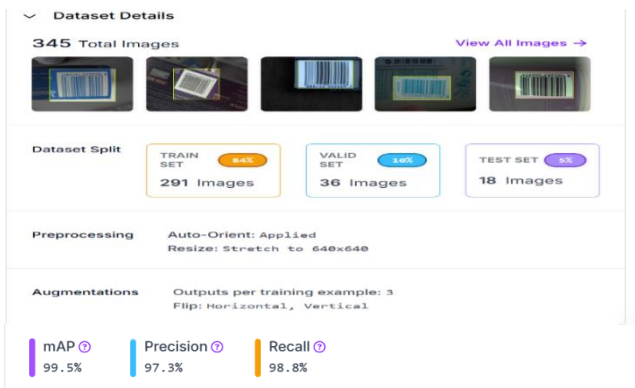 Dataset Details
345 Total Images
View All Images →
Dataset Split
TRAIN SET 84%
291 Images
VALID SET 10%
36 Images
TEST SET 5%
18 Images
Preprocessing
Auto-Orient: Applied
Resize: Stretch to 640x640
Augmentations
Outputs per training example: 3
Flip: Horizontal, Vertical
mAP ?
99.5%
Precision ?
97.3%
Recall ?
98.8%